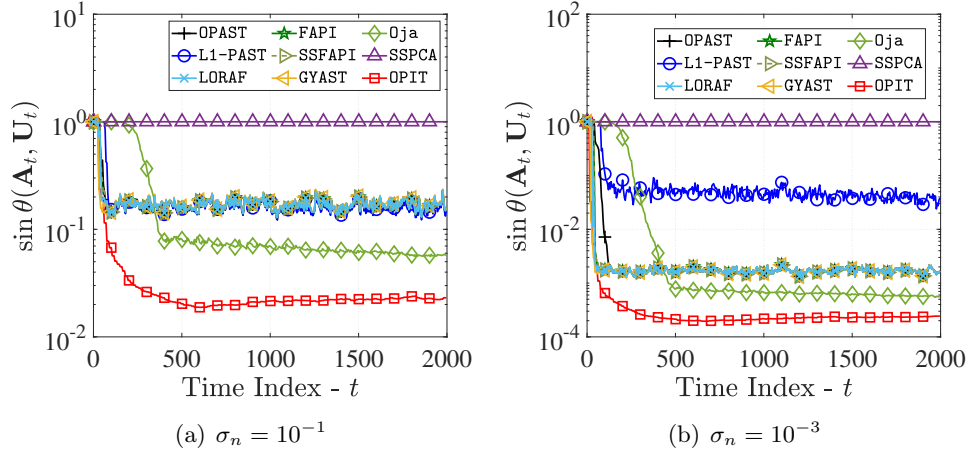 OPAST FAPI Oja
L1-PAST SSFAPI SSPCA
LORAF GYAST OPIT
10^1
10^0
10^{-1}
10^{-2}
sin θ(A_t, U_t)
0 500 1000 1500 2000
Time Index - t
(a) σ_n = 10^{-1}
OPAST FAPI Oja
L1-PAST SSFAPI SSPCA
LORAF GYAST OPIT
10^2
10^0
10^{-2}
10^{-4}
sin θ(A_t, U_t)
0 500 1000 1500 2000
Time Index - t
(b) σ_n = 10^{-3}